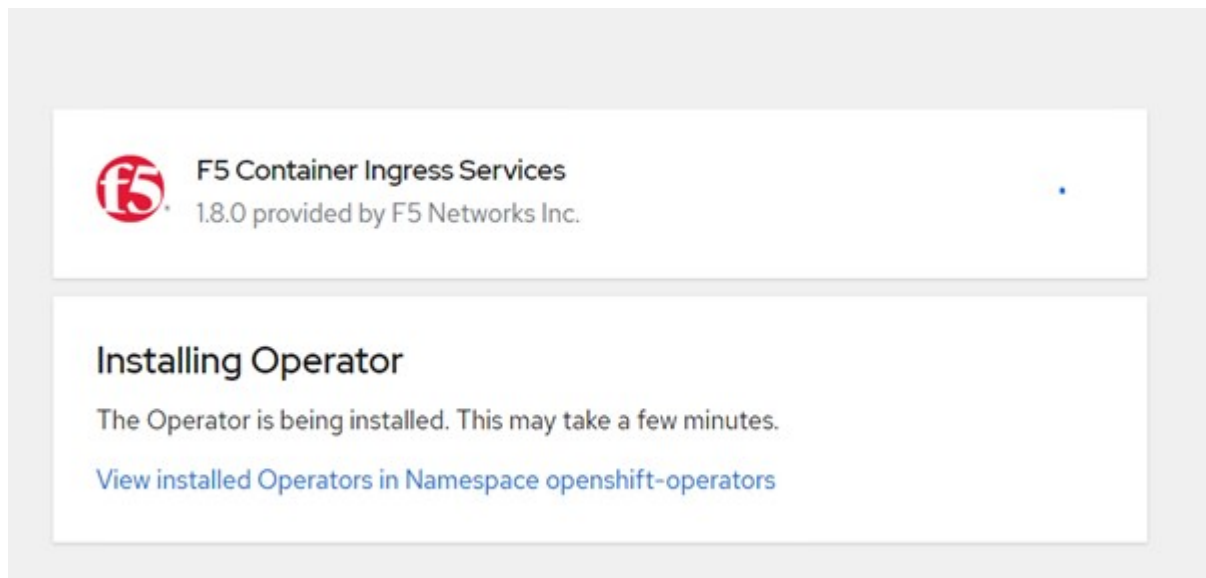 f5
F5 Container Ingress Services
1.8.0 provided by F5 Networks Inc.
Installing Operator
The Operator is being installed. This may take a few minutes.
View installed Operators in Namespace openshift-operators